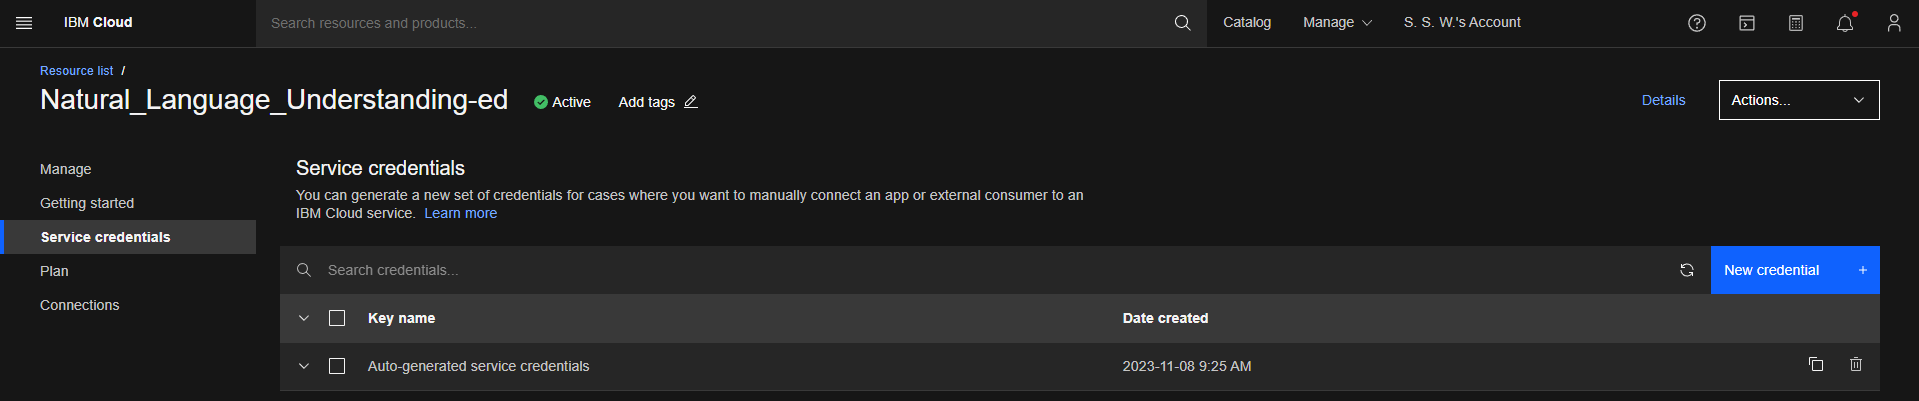 IBM Cloud
Search resources and products...
Catalog
Manage
S. S. W.'s Account
Resource list /
Natural_Language_Understanding-ed
Active
Add tags
Details
Actions...
Manage
Getting started
Service credentials
Plan
Connections
Service credentials
You can generate a new set of credentials for cases where you want to manually connect an app or external consumer to an
IBM Cloud service. Learn more
Search credentials...
New credential +
Key name
Date created
Auto-generated service credentials
2023-11-08 9:25 AM